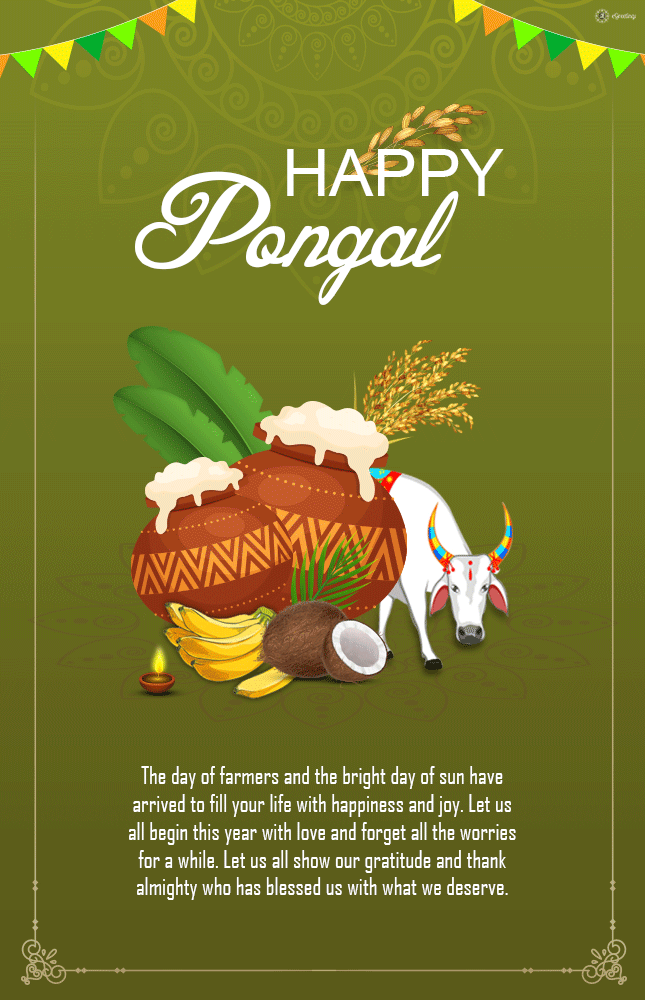 eGreeting
HAPPY
Pongal
The day of farmers and the bright day of sun have
arrived to fill your life with happiness and joy. Let us
all begin this year with love and forget all the worries
for a while. Let us all show our gratitude and thank
almighty who has blessed us with what we deserve.